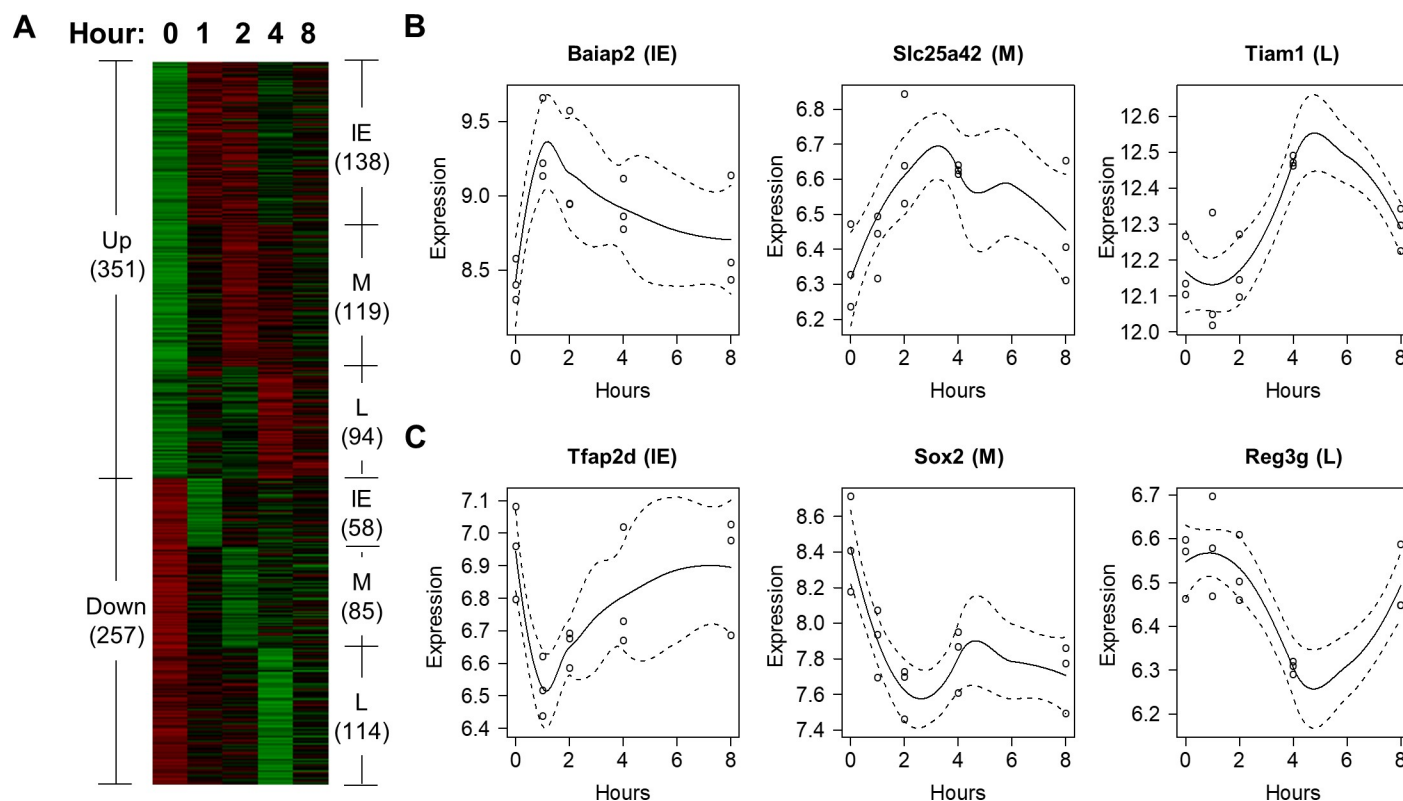 A
Hour: 0 1 2 4 8
Up
(351)
Down
(257)
IE
(138)
M
(119)
L
(94)
IE
(58)
M
(85)
L
(114)
B
Baiap2 (IE)
Expression
9.5
9.0
8.5
0 2 4 6 8
Hours
Slc25a42 (M)
Expression
6.8
6.7
6.6
6.5
6.4
6.3
6.2
0 2 4 6 8
Hours
Tiam1 (L)
Expression
12.6
12.5
12.4
12.3
12.2
12.1
12.0
0 2 4 6 8
Hours
C
Tfap2d (IE)
Expression
7.1
7.0
6.9
6.8
6.7
6.6
6.5
6.4
0 2 4 6 8
Hours
Sox2 (M)
Expression
8.6
8.4
8.2
8.0
7.8
7.6
7.4
0 2 4 6 8
Hours
Reg3g (L)
Expression
6.7
6.6
6.5
6.4
6.3
6.2
0 2 4 6 8
Hours